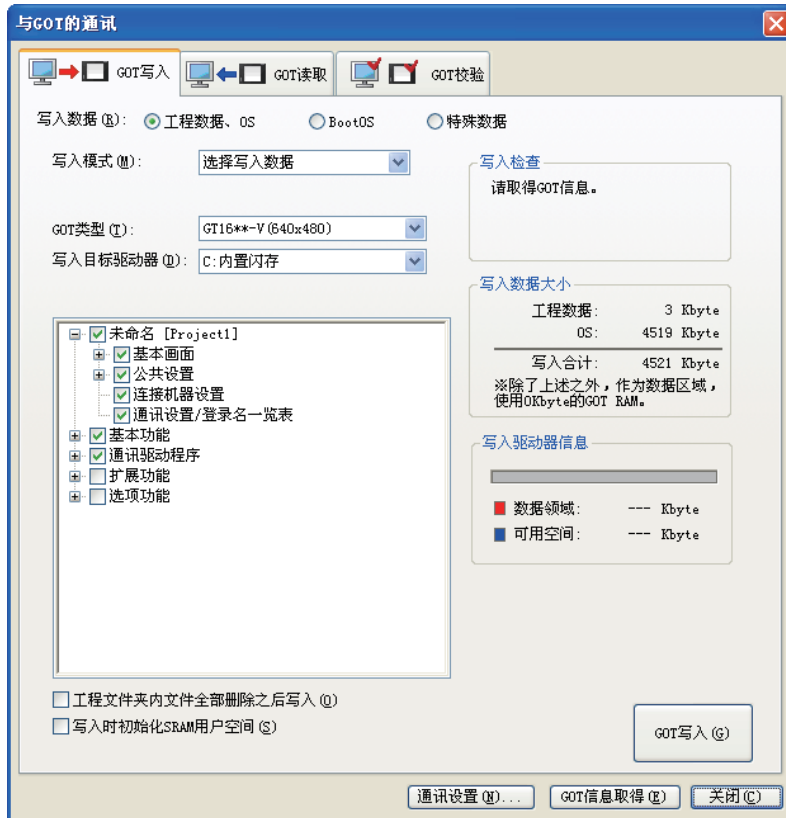 与GOT的通讯
GOT写入 GOT读取 GOT校验
写入数据(R): 工程数据、OS BootOS 特殊数据
写入模式(M): 选择写入数据
GOT类型(T): GT16**-V(640x480)
写入目标驱动器(D): C:内置闪存
未命名 [Project1]
基本画面
公共设置
连接机器设置
通讯设置/登录名一览表
基本功能
通讯驱动程序
扩展功能
选项功能
工程文件夹内文件全部删除之后写入(O)
写入时初始化SRAM用户空间(S)
写入检查
请取得GOT信息。
写入数据大小
工程数据: 3 Kbyte
OS: 4519 Kbyte
写入合计: 4521 Kbyte
※除了上述之外，作为数据区域，
使用0Kbyte的GOT RAM。
写入驱动器信息
数据领域: --- Kbyte
可用空间: --- Kbyte
GOT写入(G)
通讯设置(N)... GOT信息取得(E) 关闭(C)